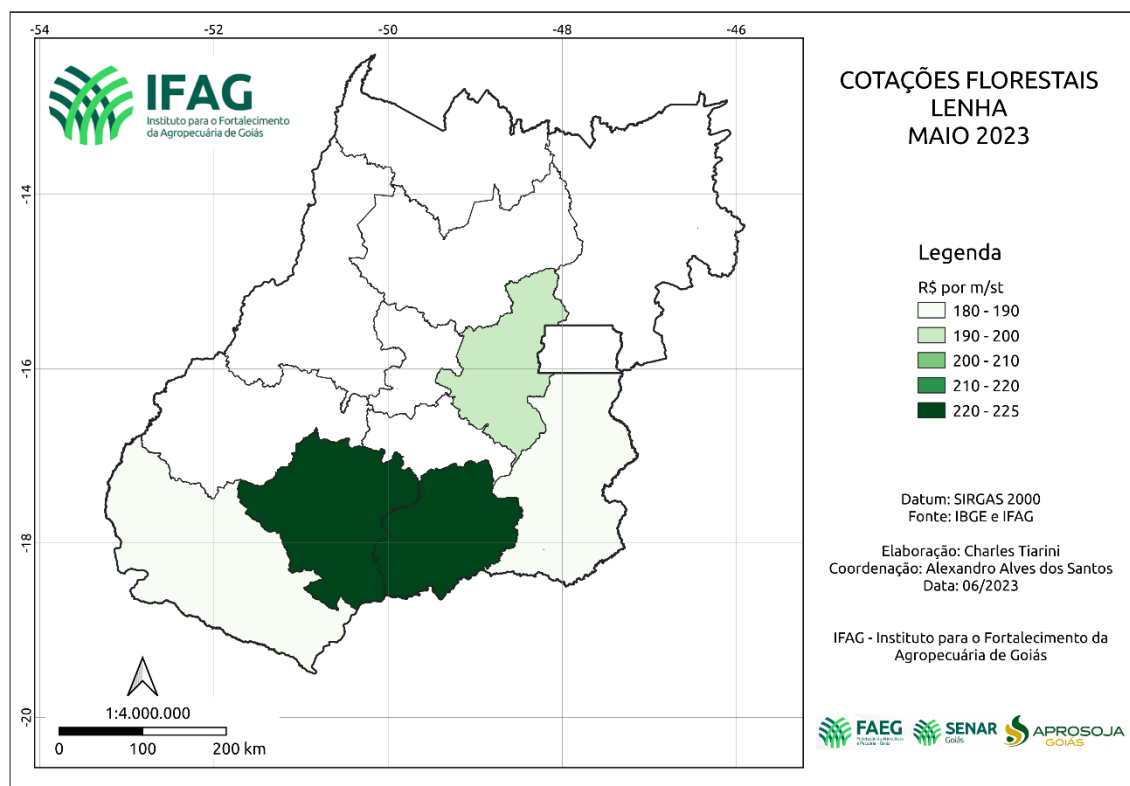 -54
-52
-50
-48
-46
IFAG
Instituto para o Fortalecimento
da Agropecuária de Goiás
-14
-16
-18
-20
1:4.000.000
0 100 200 km
COTAÇÕES FLORESTAIS
LENHA
MAIO 2023
Legenda
R$ por m/st
180 - 190
190 - 200
200 - 210
210 - 220
220 - 225
Datum: SIRGAS 2000
Fonte: IBGE e IFAG
Elaboração: Charles Tiarini
Coordenação: Alexandro Alves dos Santos
Data: 06/2023
IFAG - Instituto para o Fortalecimento da
Agropecuária de Goiás
FAEG
SENAR
Goiás
APROSOJA
GOIÁS